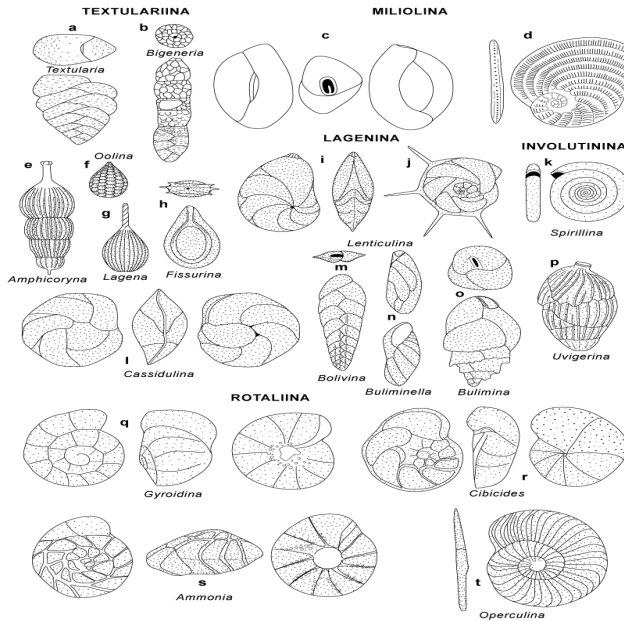 TEXTULARIINA
MILIOLINA
a
b
c
d
Textularia
Bigeneria
LAGENINA
INVOLUTININA
Oolina
e
f
g
h
i
j
k
Lenticulina
Spirillina
Amphicoryna
Lagena
Fissurina
l
m
n
o
p
Cassidulina
Bolivina
Buliminella
Bulimina
Uvigerina
ROTALIINA
q
r
Gyroidina
Cibicides
s
t
Ammonia
Operculina